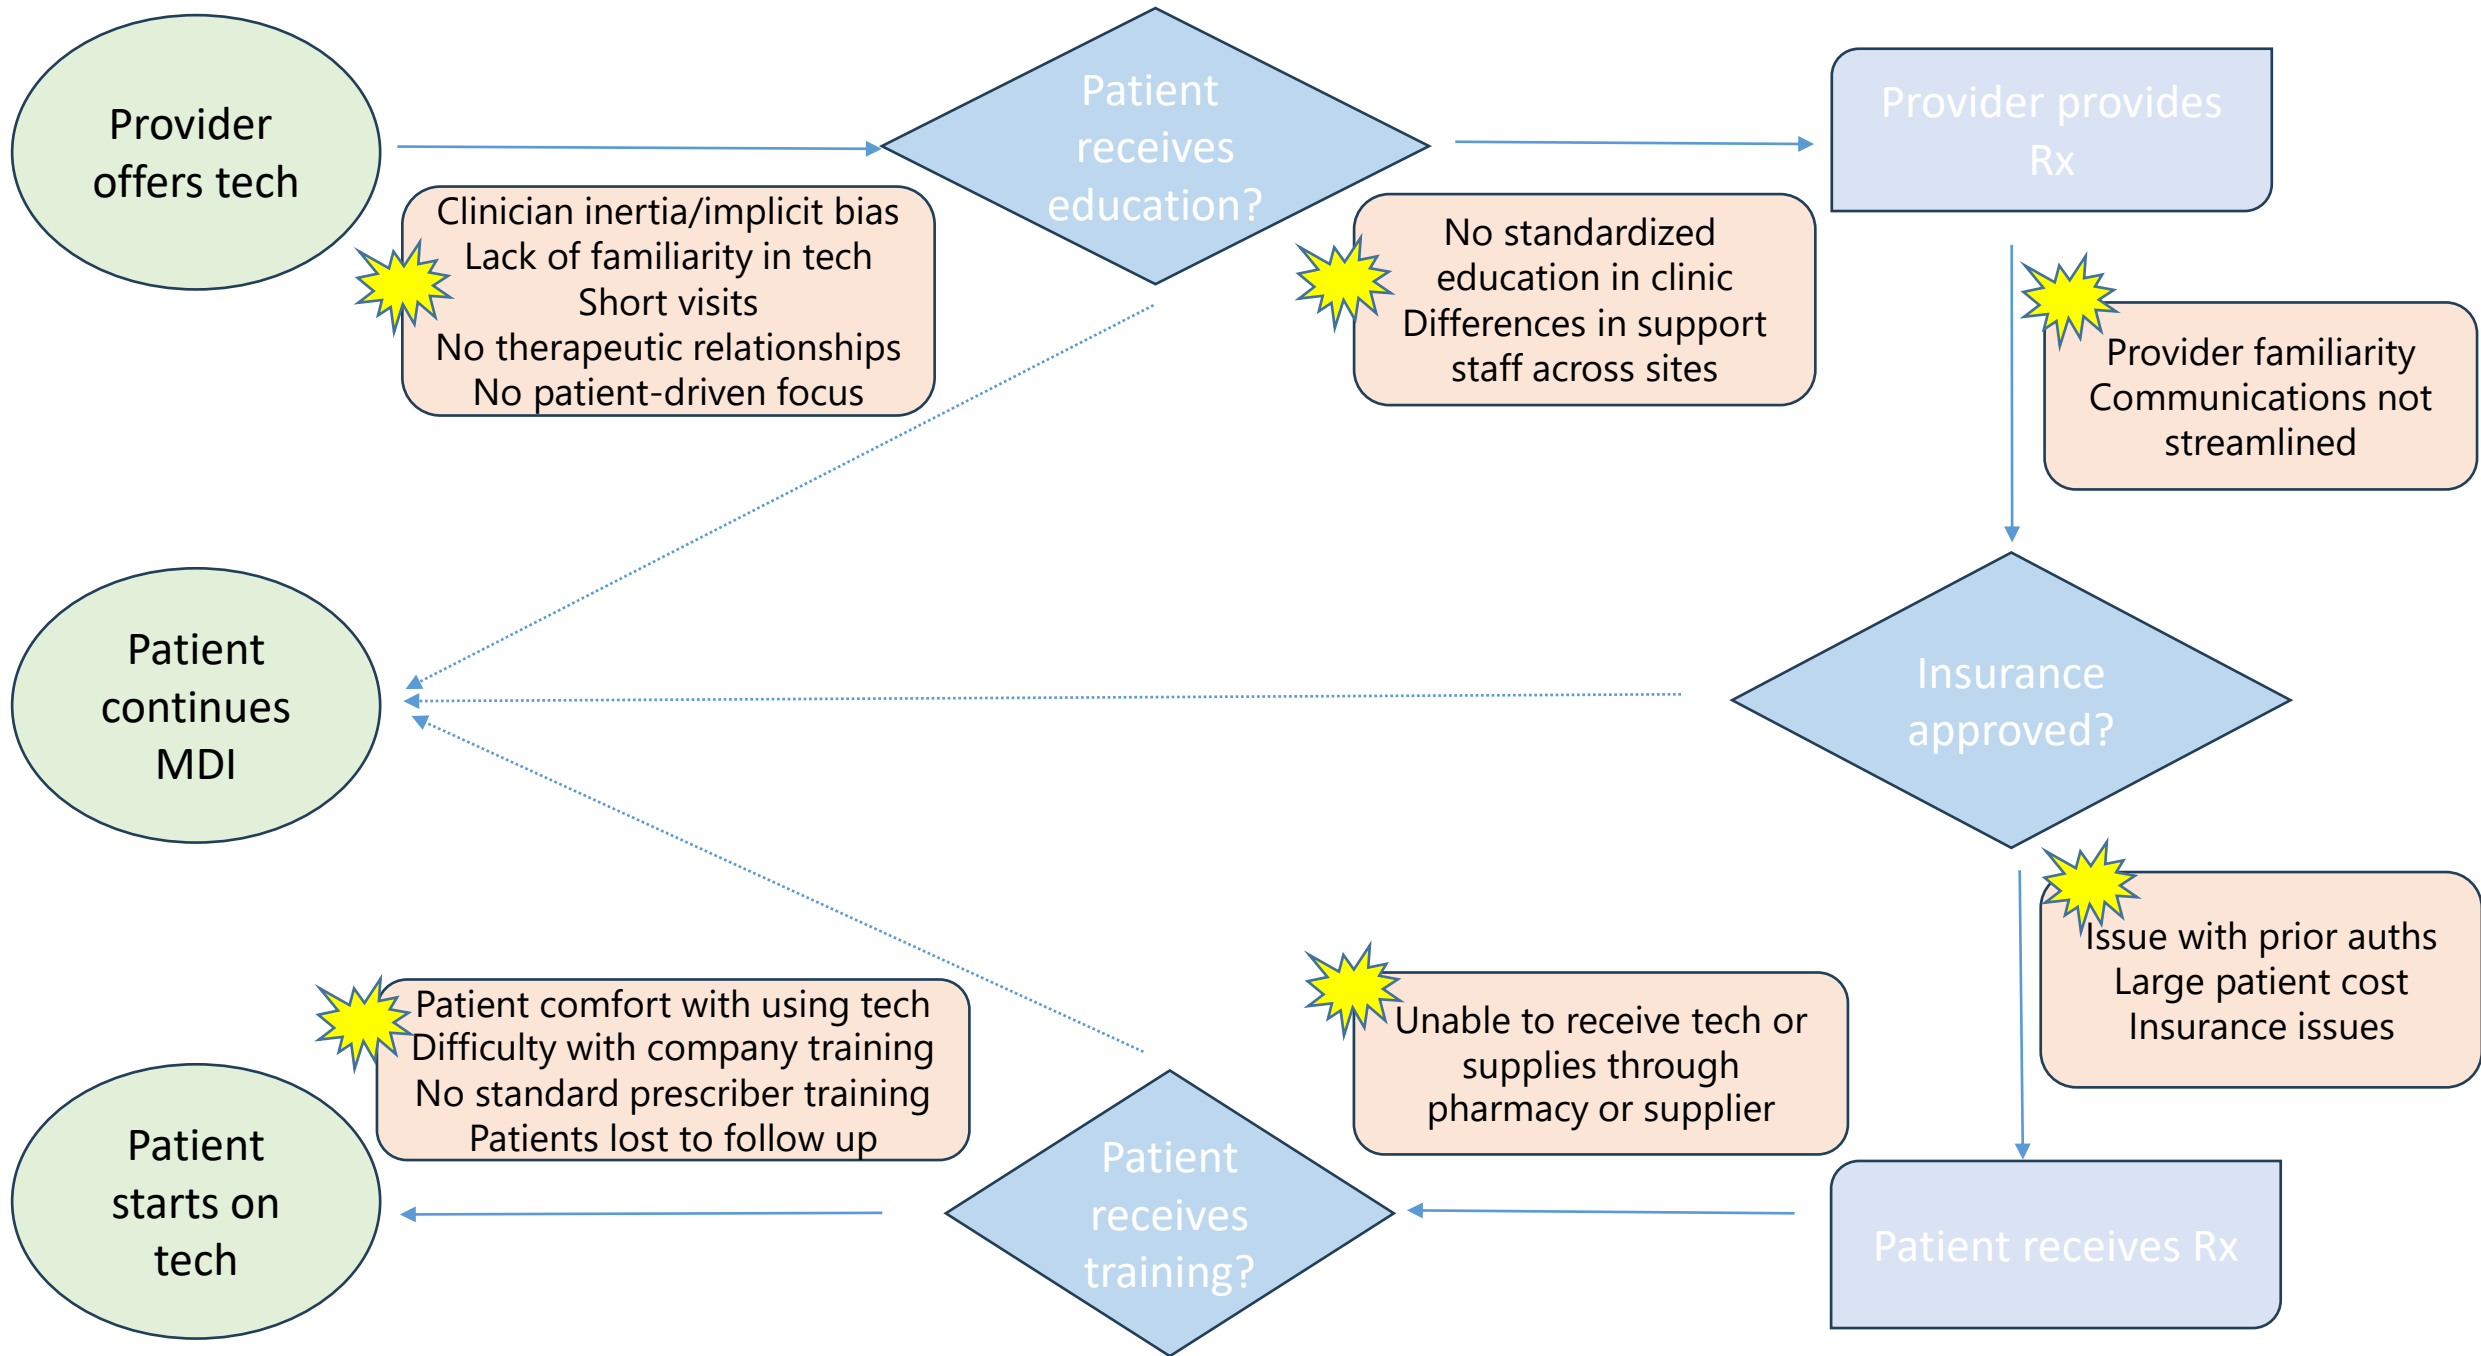 Provider
offers tech
Clinician inertia/implicit bias
Lack of familiarity in tech
Short visits
No therapeutic relationships
No patient-driven focus
Patient
receives
education?
No standardized
education in clinic
Differences in support
staff across sites
Provider provides
Rx
Provider familiarity
Communications not
streamlined
Insurance
approved?
Issue with prior auths
Large patient cost
Insurance issues
Patient receives Rx
Unable to receive tech or
supplies through
pharmacy or supplier
Patient
receives
training?
Patient comfort with using tech
Difficulty with company training
No standard prescriber training
Patients lost to follow up
Patient
continues
MDI
Patient
starts on
tech